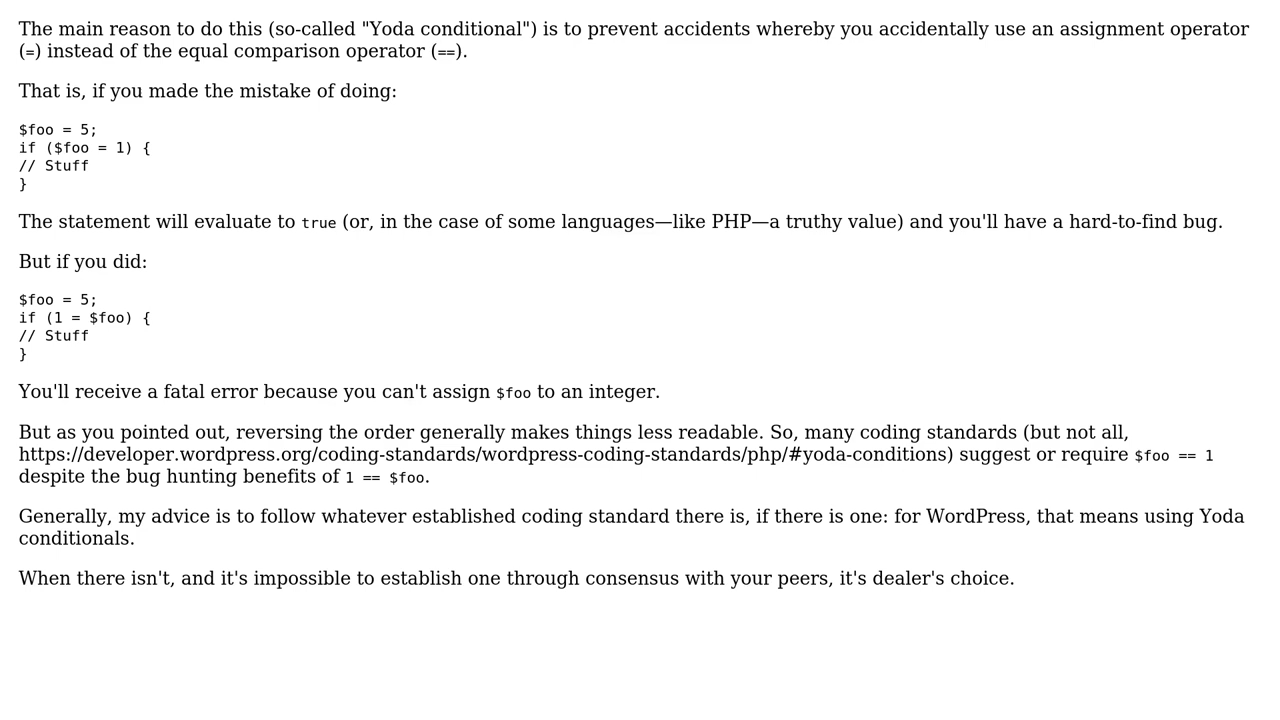 The main reason to do this (so-called "Yoda conditional") is to prevent accidents whereby you accidentally use an assignment operator
(=) instead of the equal comparison operator (==).
That is, if you made the mistake of doing:
$foo = 5;
if ($foo = 1) {
// Stuff
}
The statement will evaluate to true (or, in the case of some languages—like PHP—a truthy value) and you'll have a hard-to-find bug.
But if you did:
$foo = 5;
if (1 = $foo) {
// Stuff
}
You'll receive a fatal error because you can't assign $foo to an integer.
But as you pointed out, reversing the order generally makes things less readable. So, many coding standards (but not all,
https://developer.wordpress.org/coding-standards/wordpress-coding-standards/php/#yoda-conditions) suggest or require $foo == 1
despite the bug hunting benefits of 1 == $foo.
Generally, my advice is to follow whatever established coding standard there is, if there is one: for WordPress, that means using Yoda
conditionals.
When there isn't, and it's impossible to establish one through consensus with your peers, it's dealer's choice.